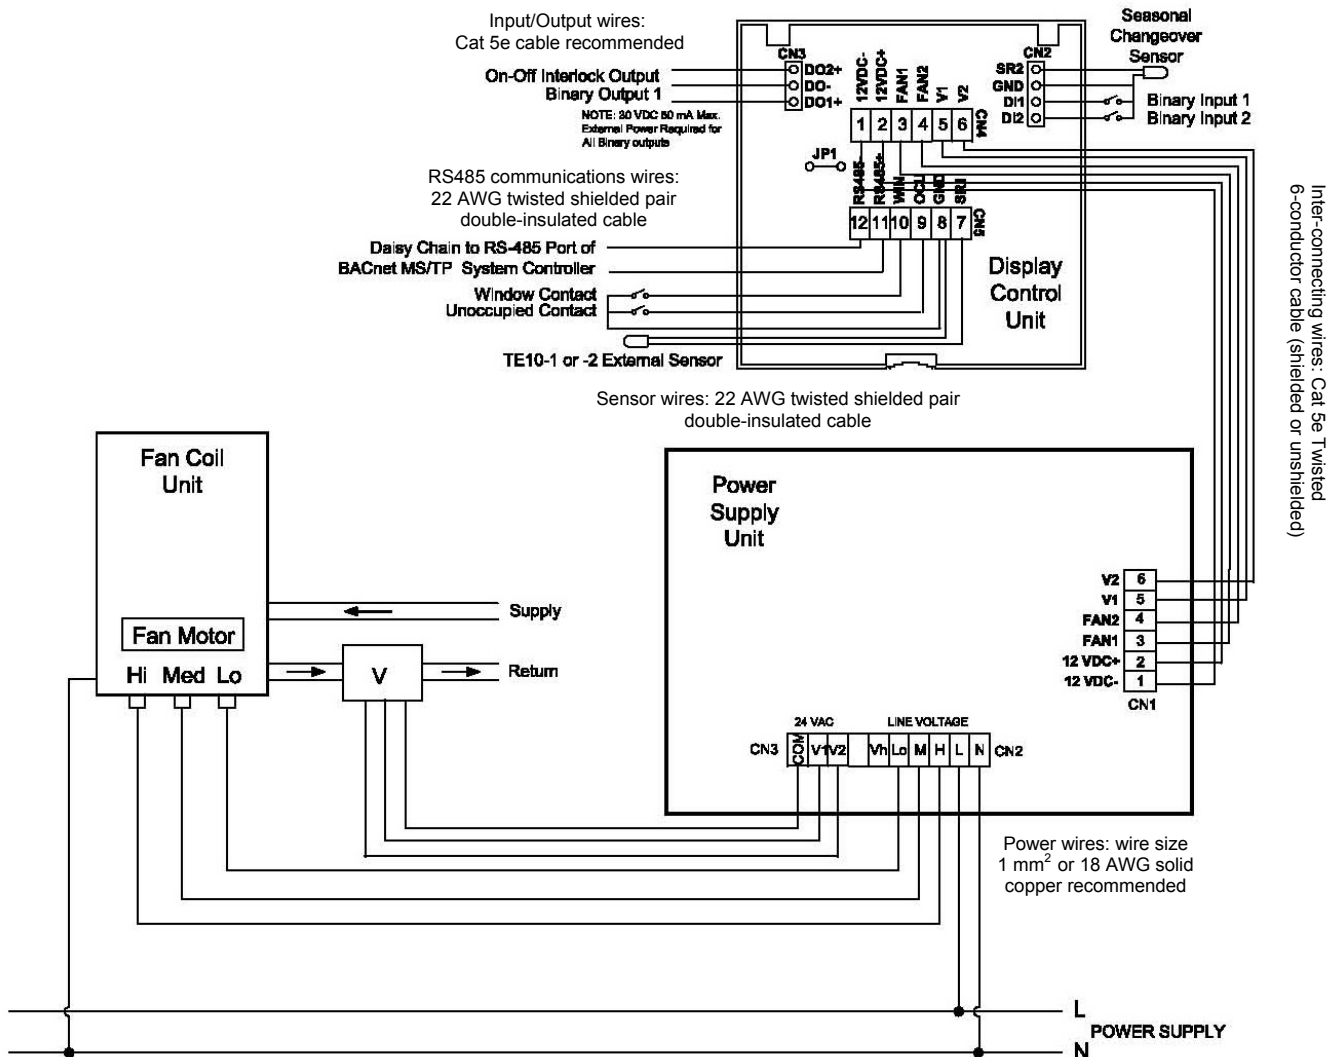 Input/Output wires:
Cat 5e cable recommended
On-Off Interlock Output
Binary Output 1
NOTE: 30 VDC 50 mA Max.
External Power Required for
All Binary outputs
CN3
DO2+
DO-
DO1+
12VDC-
12VDC+
FAN1
FAN2
V1
V2
1 2 3 4 5 6
CN4
JP1
RS485-
RS485+
WIN
OCU
GND
SR1
12 11 10 9 8 7
CN5
CN2
SR2
GND
DI1
DI2
Seasonal
Changeover
Sensor
Binary Input 1
Binary Input 2
RS485 communications wires:
22 AWG twisted shielded pair
double-insulated cable
Daisy Chain to RS-485 Port of
BACnet MS/TP System Controller
Window Contact
Unoccupied Contact
TE10-1 or -2 External Sensor
Display
Control
Unit
Sensor wires: 22 AWG twisted shielded pair
double-insulated cable
Inter-connecting wires: Cat 5e Twisted
6-conductor cable (shielded or unshielded)
Fan Coil
Unit
Fan Motor
Hi Med Lo
Supply
Return
V
Power
Supply
Unit
V2 6
V1 5
FAN2 4
FAN1 3
12 VDC+ 2
12 VDC- 1
CN1
24 VAC
LINE VOLTAGE
CN3 COM V1 V2 Vh Lo M H L N CN2
Power wires: wire size
1 mm² or 18 AWG solid
copper recommended
L
POWER SUPPLY
N